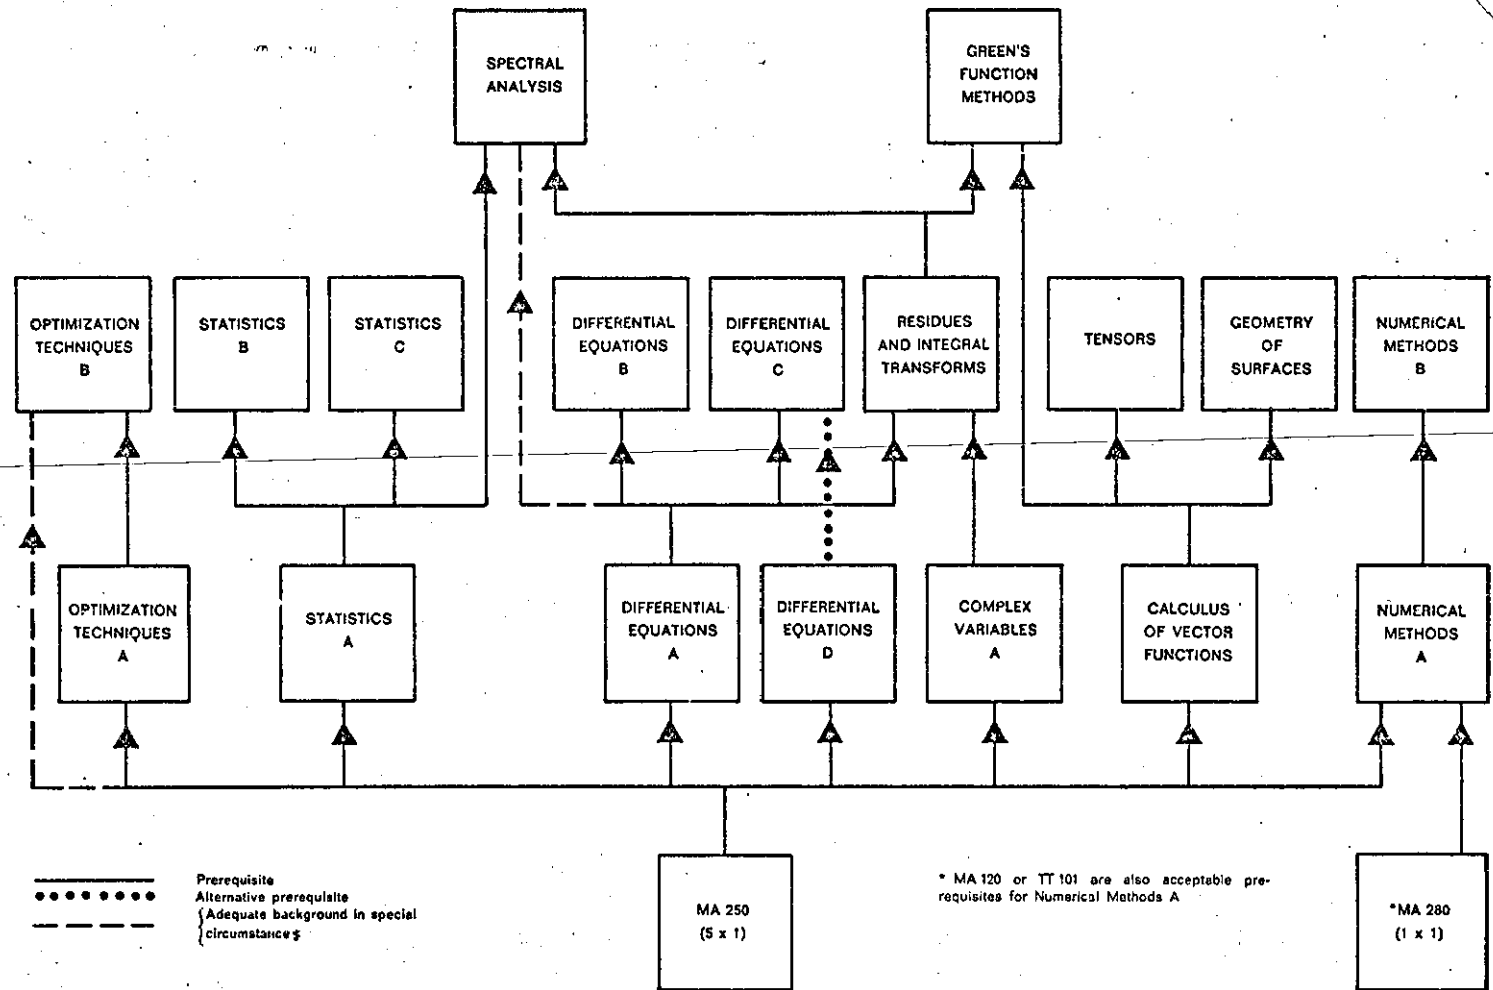 SPECTRAL
ANALYSIS
GREEN'S
FUNCTION
METHODS
OPTIMIZATION
TECHNIQUES
B
STATISTICS
B
STATISTICS
C
DIFFERENTIAL
EQUATIONS
B
DIFFERENTIAL
EQUATIONS
C
RESIDUES
AND INTEGRAL
TRANSFORMS
TENSORS
GEOMETRY
OF
SURFACES
NUMERICAL
METHODS
B
OPTIMIZATION
TECHNIQUES
A
STATISTICS
A
DIFFERENTIAL
EQUATIONS
A
DIFFERENTIAL
EQUATIONS
D
COMPLEX
VARIABLES
A
CALCULUS
OF VECTOR
FUNCTIONS
NUMERICAL
METHODS
A
Prerequisite
Alternative prerequisite
Adequate background in special
circumstances
MA 250
(5 x 1)
* MA 120 or TT 101 are also acceptable pre-
requisites for Numerical Methods A
*MA 280
(1 x 1)